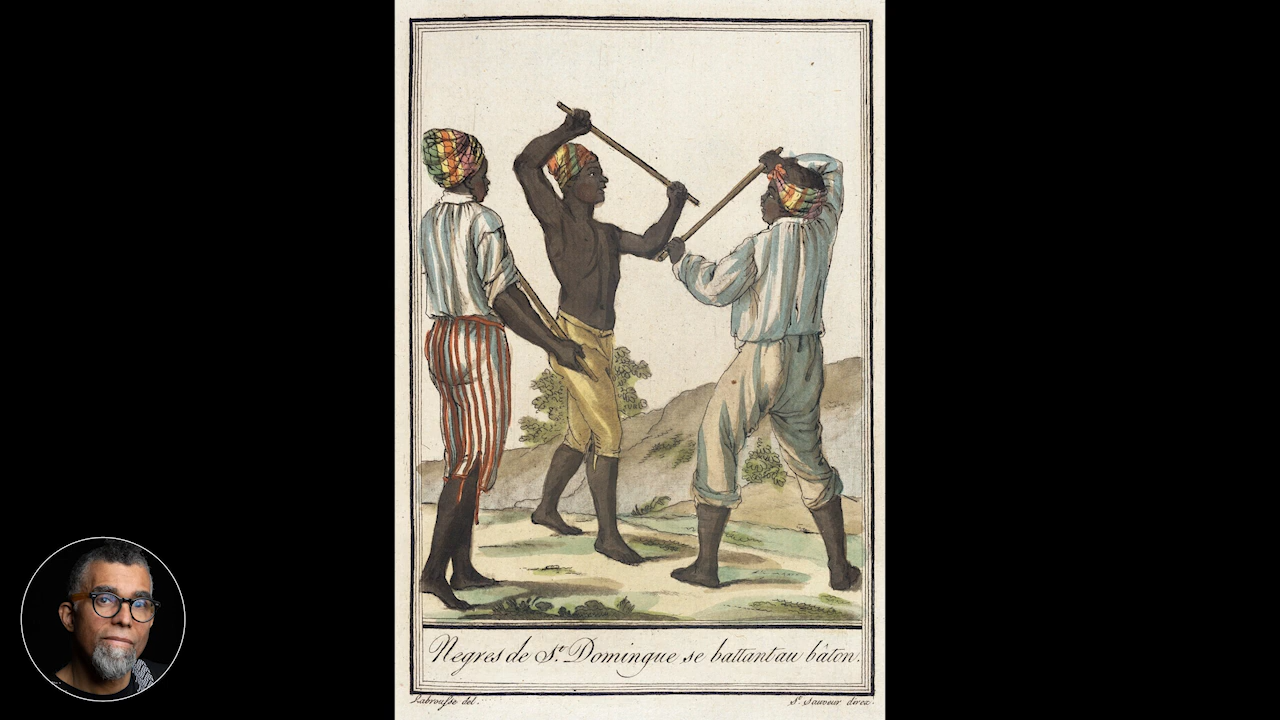 Negres de St. Domingue se battant au bâton.
Labrousse del.
St. Sauveur direx.